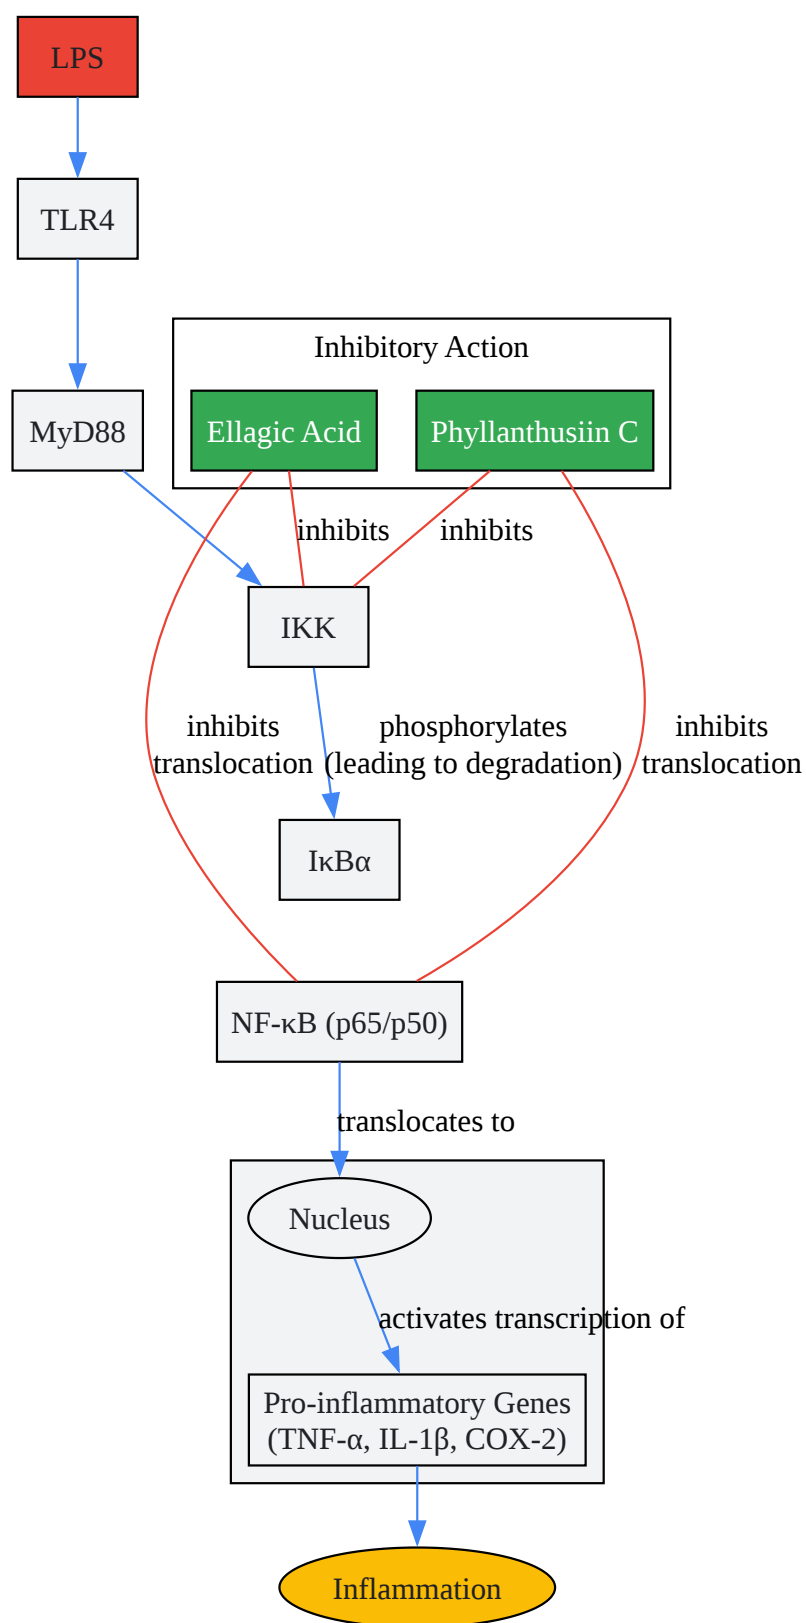 LPS
TLR4
Inhibitory Action
MyD88
Ellagic Acid
Phyllanthusiin C
inhibits
inhibits
IKK
inhibits
translocation
phosphorylates
(leading to degradation)
inhibits
translocation
IκBα
NF-κB (p65/p50)
translocates to
Nucleus
activates transcription of
Pro-inflammatory Genes
(TNF-α, IL-1β, COX-2)
Inflammation